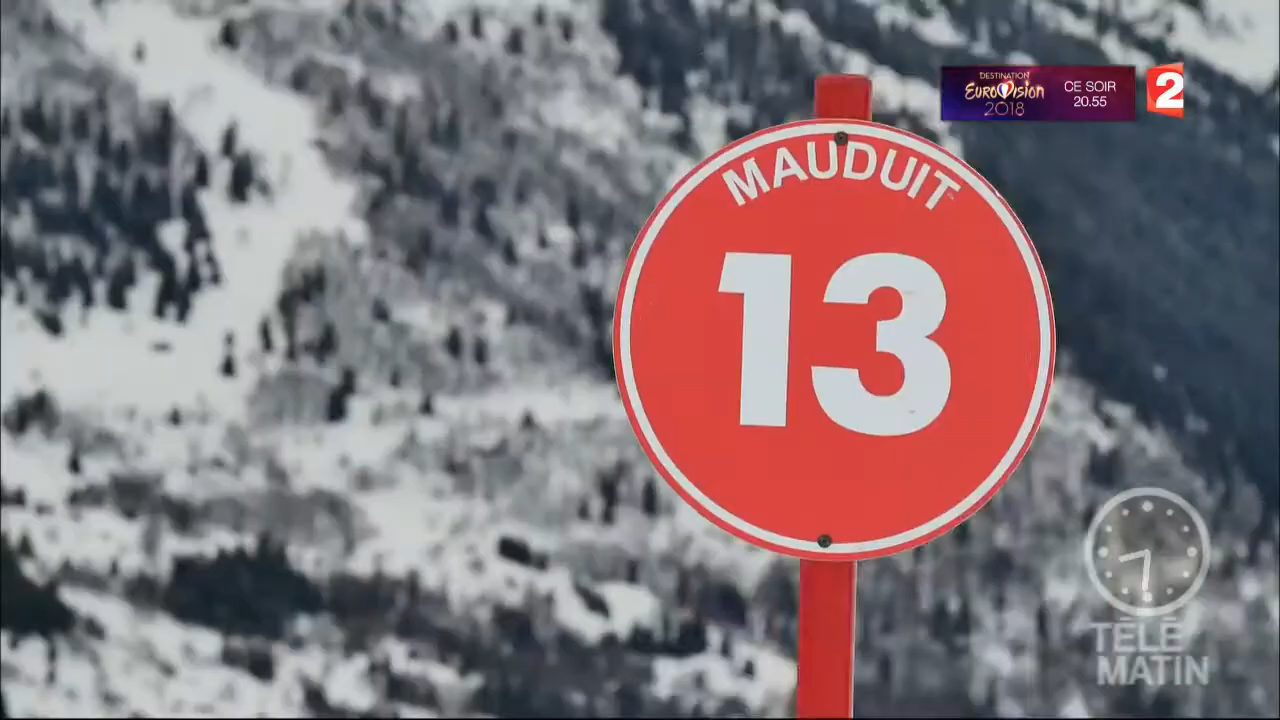 MAUDUIT
13
DESTINATION
EUROVISION
2018
CE SOIR
20.55
2
TÉLÉ
MATIN